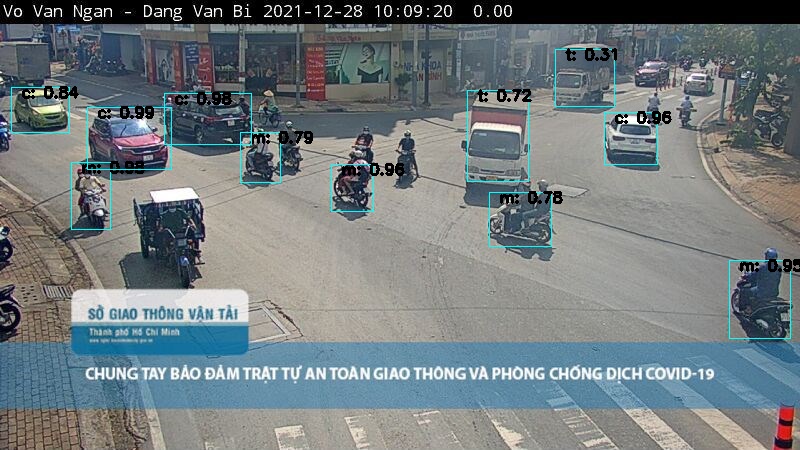 Vo Van Ngan - Dang Van Bi 2021-12-28 10:09:20  0.00
t: 0.31
c: 0.84
c: 0.99
c: 0.98
t: 0.72
c: 0.96
m: 0.79
m: 0.96
m: 0.78
m: 0.95
SỞ GIAO THÔNG VẬN TẢI
Thành phố Hồ Chí Minh
CHUNG TAY BẢO ĐẢM TRẬT TỰ AN TOÀN GIAO THÔNG VÀ PHÒNG CHỐNG DỊCH COVID-19